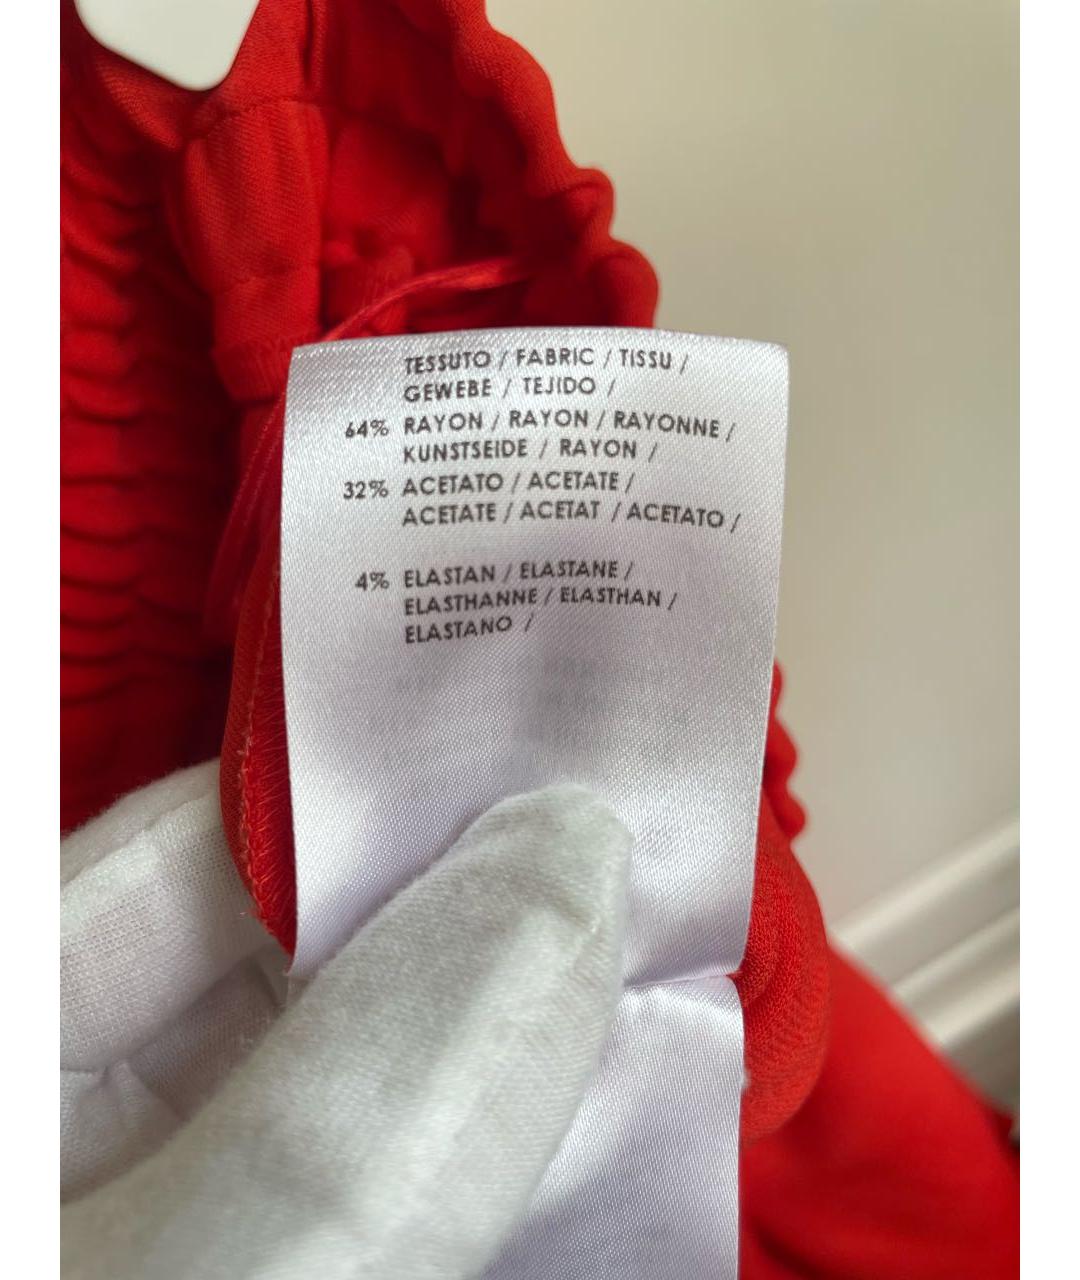 TESSUTO / FABRIC / TISSU /
GEWEBE / TEJIDO /
64% RAYON / RAYON / RAYONNE /
KUNSTSEIDE / RAYON /
32% ACETATO / ACETATE /
ACETATE / ACETAT / ACETATO /
4% ELASTAN / ELASTANE /
ELASTHANNE / ELASTHAN /
ELASTANO /